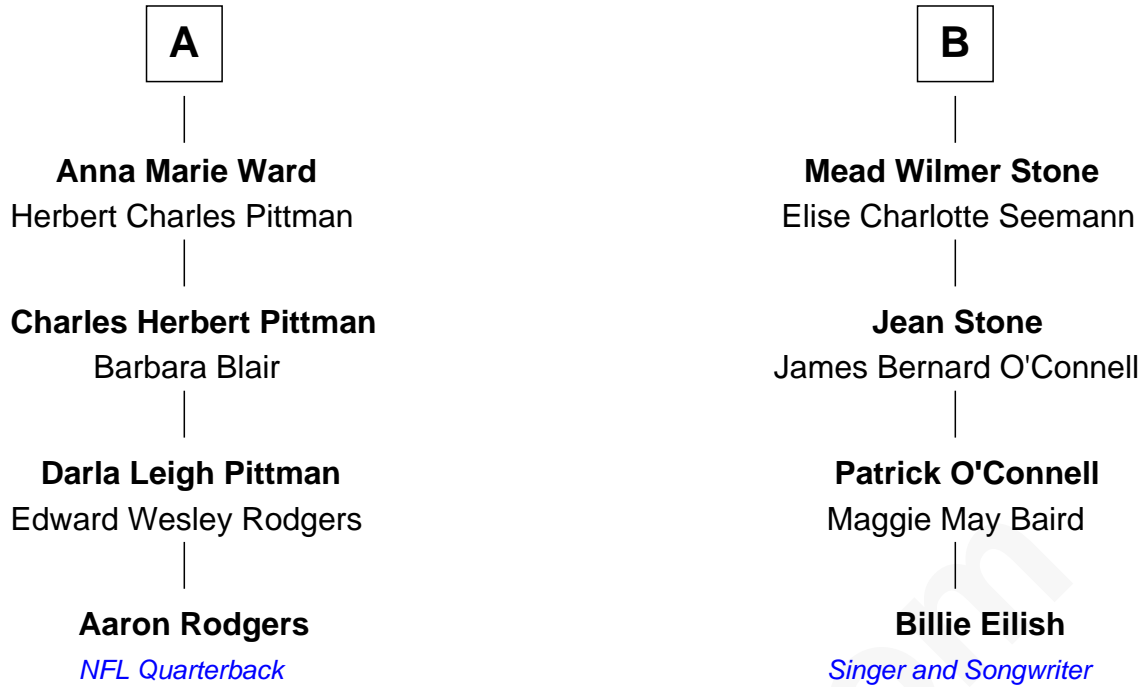 A
Anna Marie Ward
Herbert Charles Pittman
Charles Herbert Pittman
Barbara Blair
Darla Leigh Pittman
Edward Wesley Rodgers
Aaron Rodgers
NFL Quarterback
B
Mead Wilmer Stone
Elise Charlotte Seemann
Jean Stone
James Bernard O'Connell
Patrick O'Connell
Maggie May Baird
Billie Eilish
Singer and Songwriter